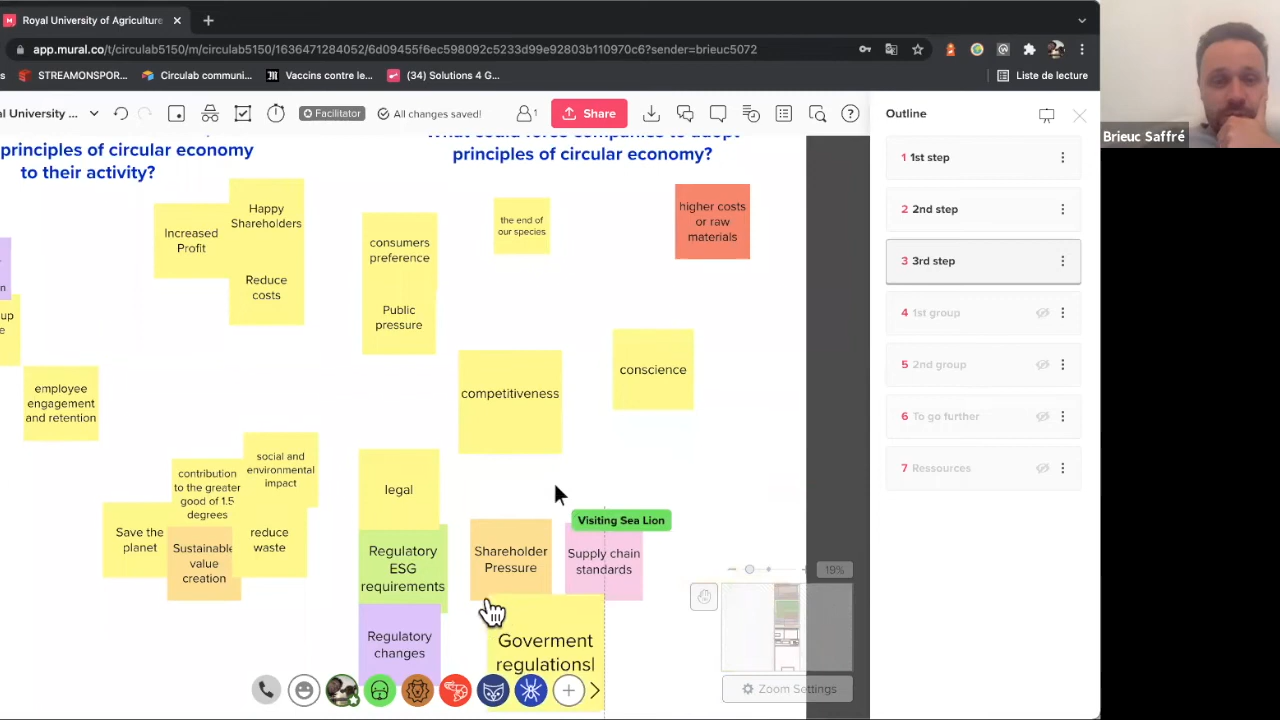 Royal University of Agriculture
app.mural.co/t/circulab5150/m/circulab5150/1636471284052/6d09455f6ec598092c5233d99e92803b110970c6?sender=brieuc5072
s
STREAMONSPOR...
Circulab communi...
Vaccins contre le...
(34) Solutions 4 G...
Liste de lecture
al University ...
Facilitator
All changes saved!
1
Share
Outline
Brieuc Saffré
principles of circular economy
to their activity?
What could force companies to adopt
principles of circular economy?
1 1st step
2 2nd step
3 3rd step
4 1st group
5 2nd group
6 To go further
7 Ressources
Happy
Shareholders
Increased
Profit
Reduce
costs
consumers
preference
Public
pressure
the end of
our species
higher costs
or raw
materials
n
up
e
employee
engagement
and retention
competitiveness
conscience
social and
environmental
impact
contribution
to the greater
good of 1.5
degrees
Save the
planet
Sustainable
value
creation
reduce
waste
legal
Regulatory
ESG
requirements
Regulatory
changes
Shareholder
Pressure
Visiting Sea Lion
Supply chain
standards
Goverment
regulationsl
19%
Zoom Settings